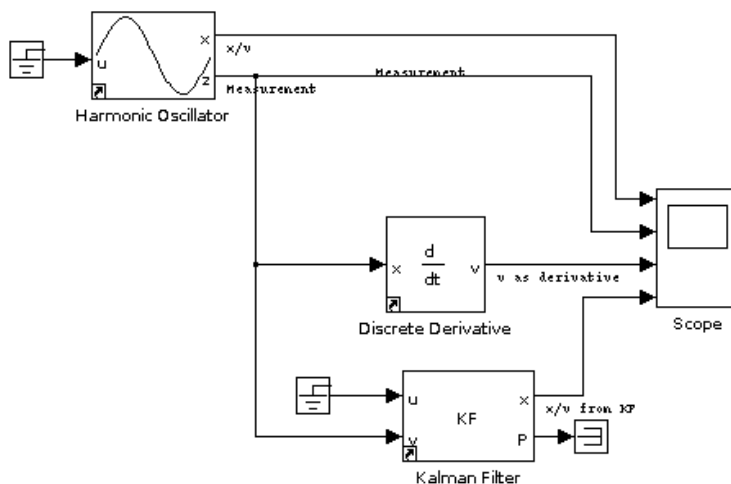 x
x/v
u
z
Measurement
Measurement
Harmonic Oscillator
x
d
dt
v
v as derivative
Discrete Derivative
Scope
u
KF
x
x/v from KF
v
P
Kalman Filter